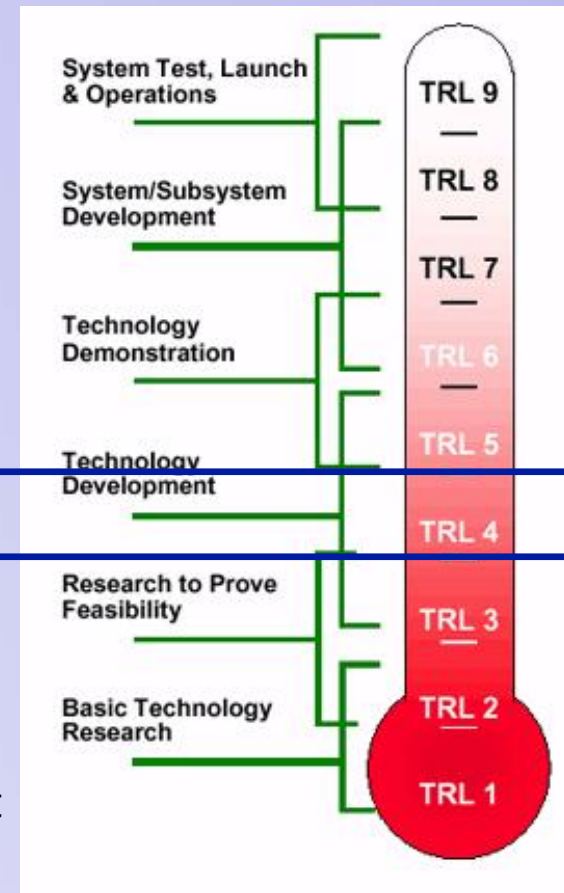 System Test, Launch
& Operations
System/Subsystem
Development
Technology
Demonstration
Technology
Development
Research to Prove
Feasibility
Basic Technology
Research
TRL 9
TRL 8
TRL 7
TRL 6
TRL 5
TRL 4
TRL 3
TRL 2
TRL 1